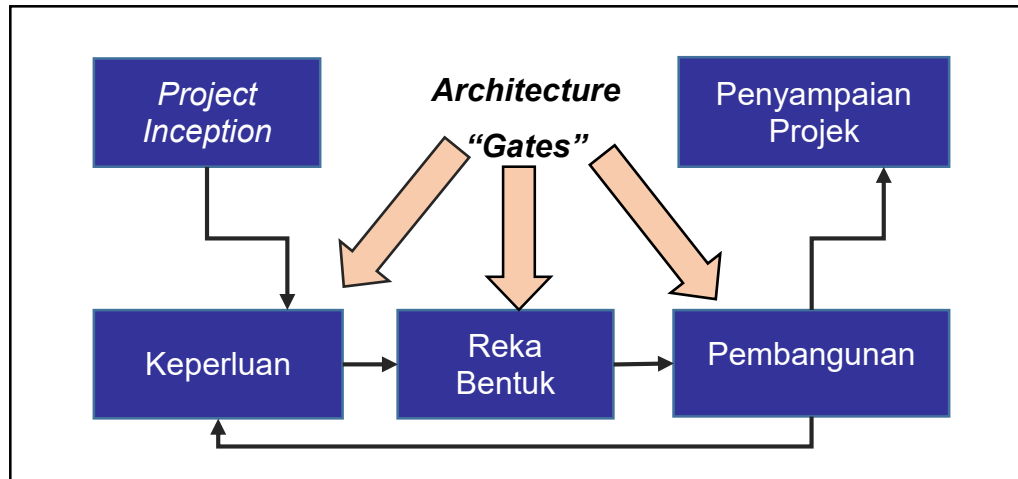 Project
Inception
Architecture
“Gates”
Penyampaian
Projek
Keperluan
Reka
Bentuk
Pembangunan